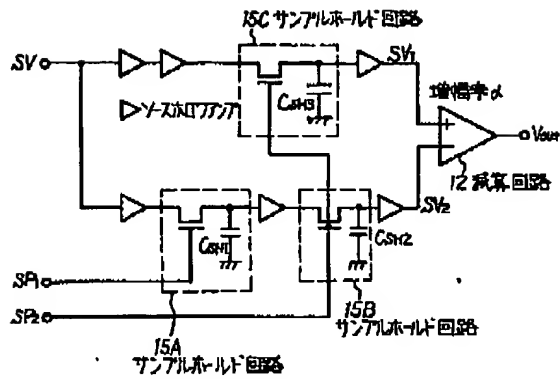 15C サンプルホールド回路
SV
SV1
CSH3
増幅率α
ソースホロワアンプ
Vout
12 減算回路
SV2
CSH1
CSH2
SP1
SP2
15B
サンプルホールド回路
15A
サンプルホールド回路